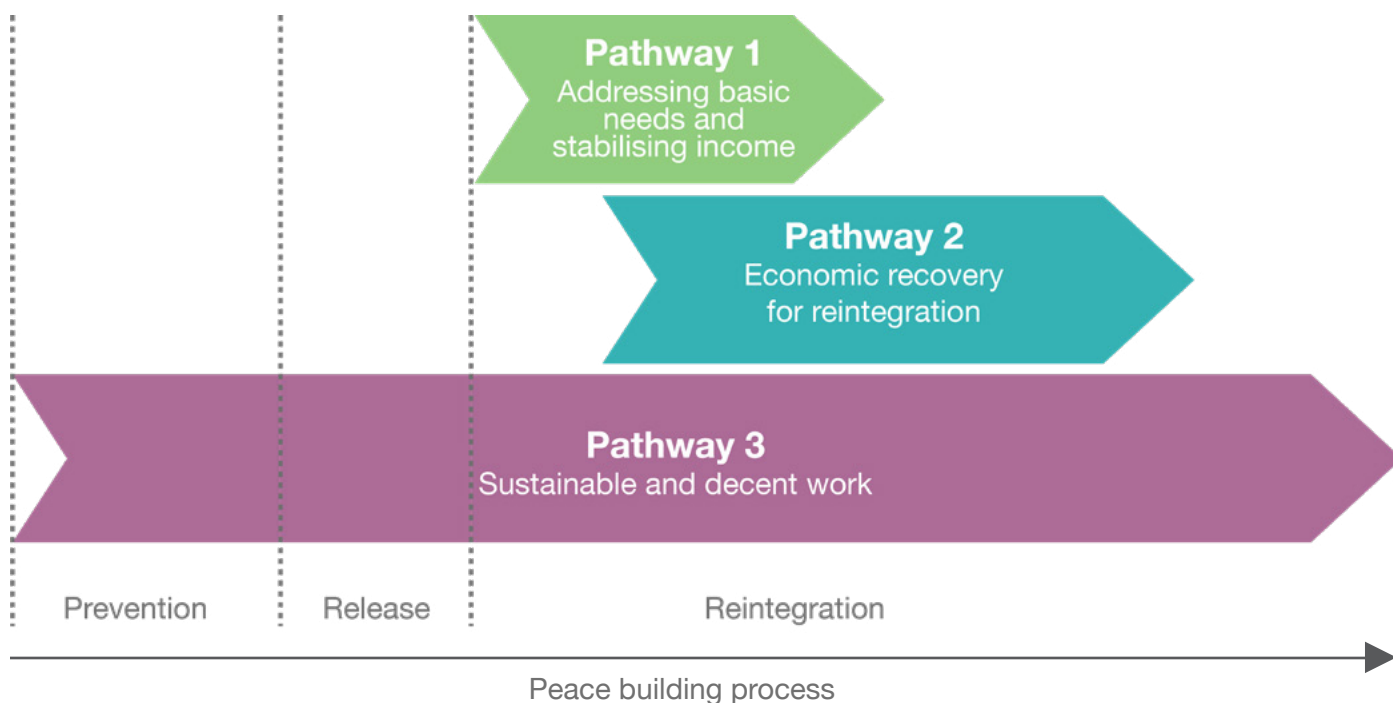 Pathway 1
Addressing basic
needs and
stabilising income
Pathway 2
Economic recovery
for reintegration
Pathway 3
Sustainable and decent work
Prevention
Release
Reintegration
Peace building process